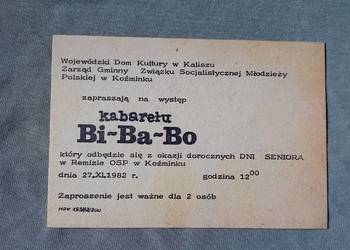 Wojewódzki Dom Kultury w Kaliszu
Zarząd Gminny Związku Socjalistycznej Młodzieży
Polskiej w Koźminku
zapraszają na występ
kabaretu
Bi-Ba-Bo
który odbędzie się z okazji dorocznych DNI SENIORA
w Remizie OSP w Koźminku
dnia 27.XI.1982 r. godzina 12⁰⁰
Zaproszenie jest ważne dla 2 osób